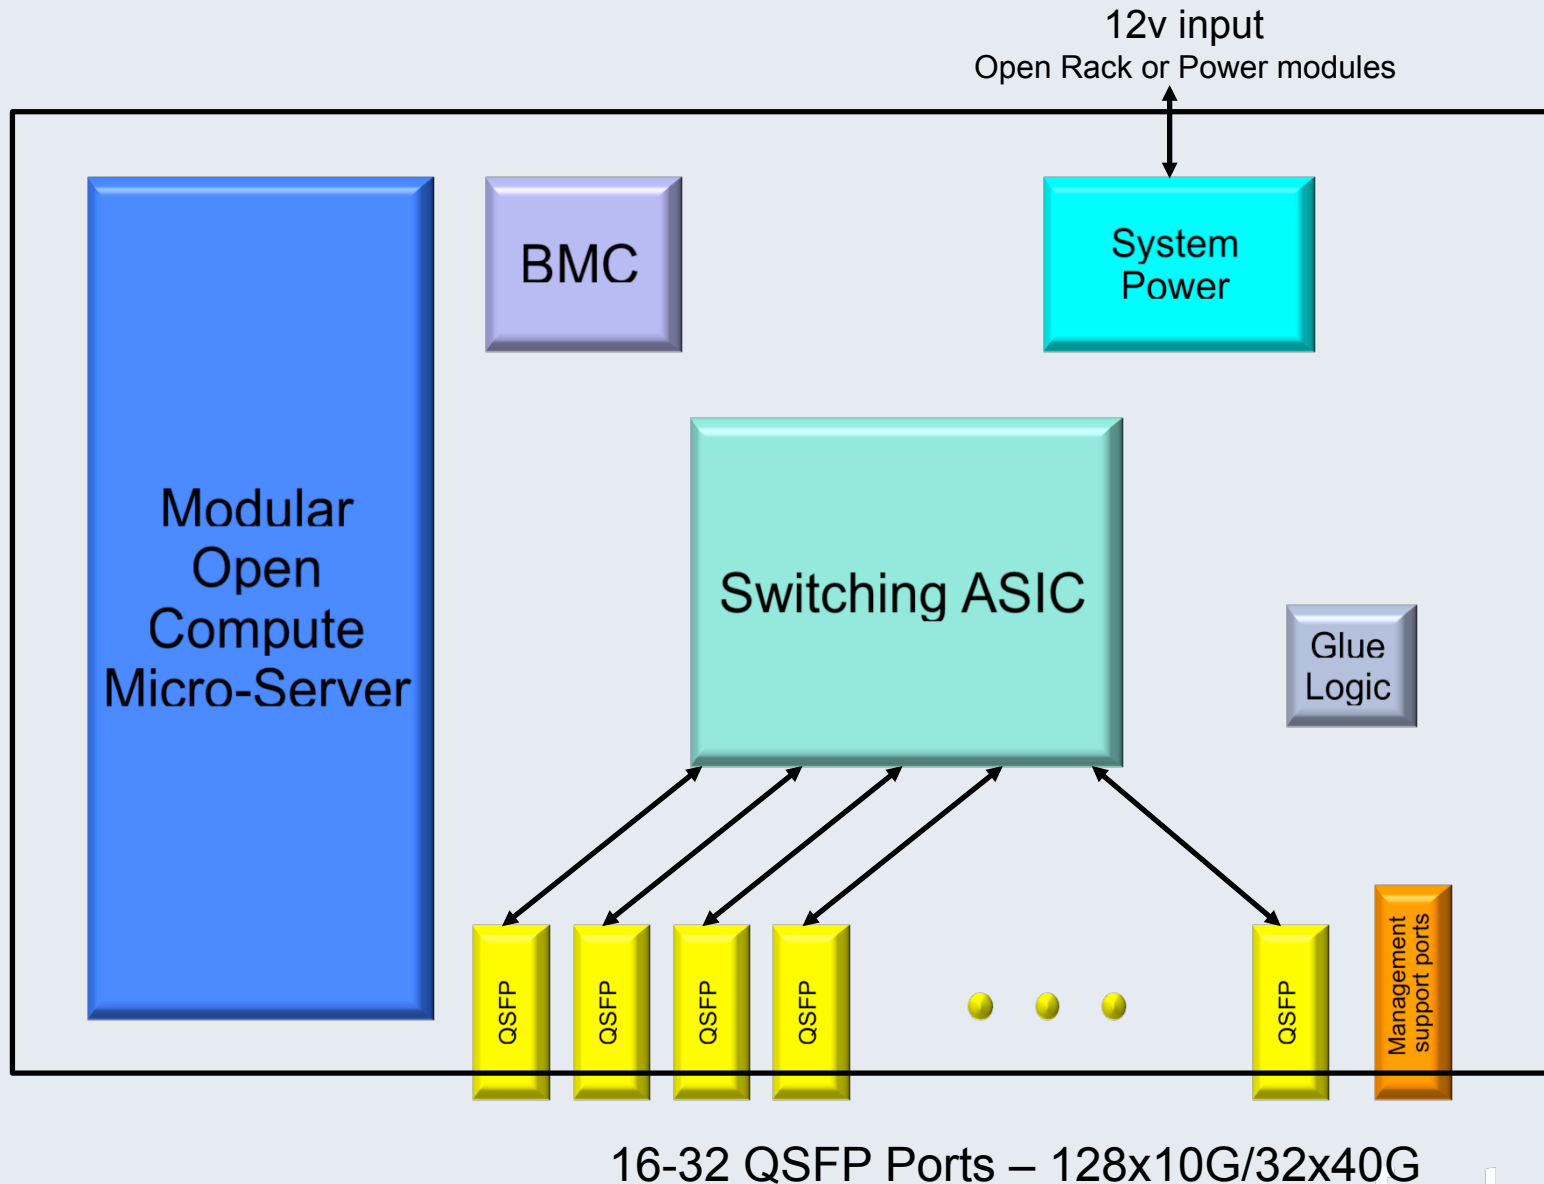 12v input
Open Rack or Power modules
BMC
System
Power
Modular
Open
Compute
Micro-Server
Switching ASIC
Glue
Logic
QSFP
QSFP
QSFP
QSFP
QSFP
Management
support ports
16-32 QSFP Ports – 128x10G/32x40G